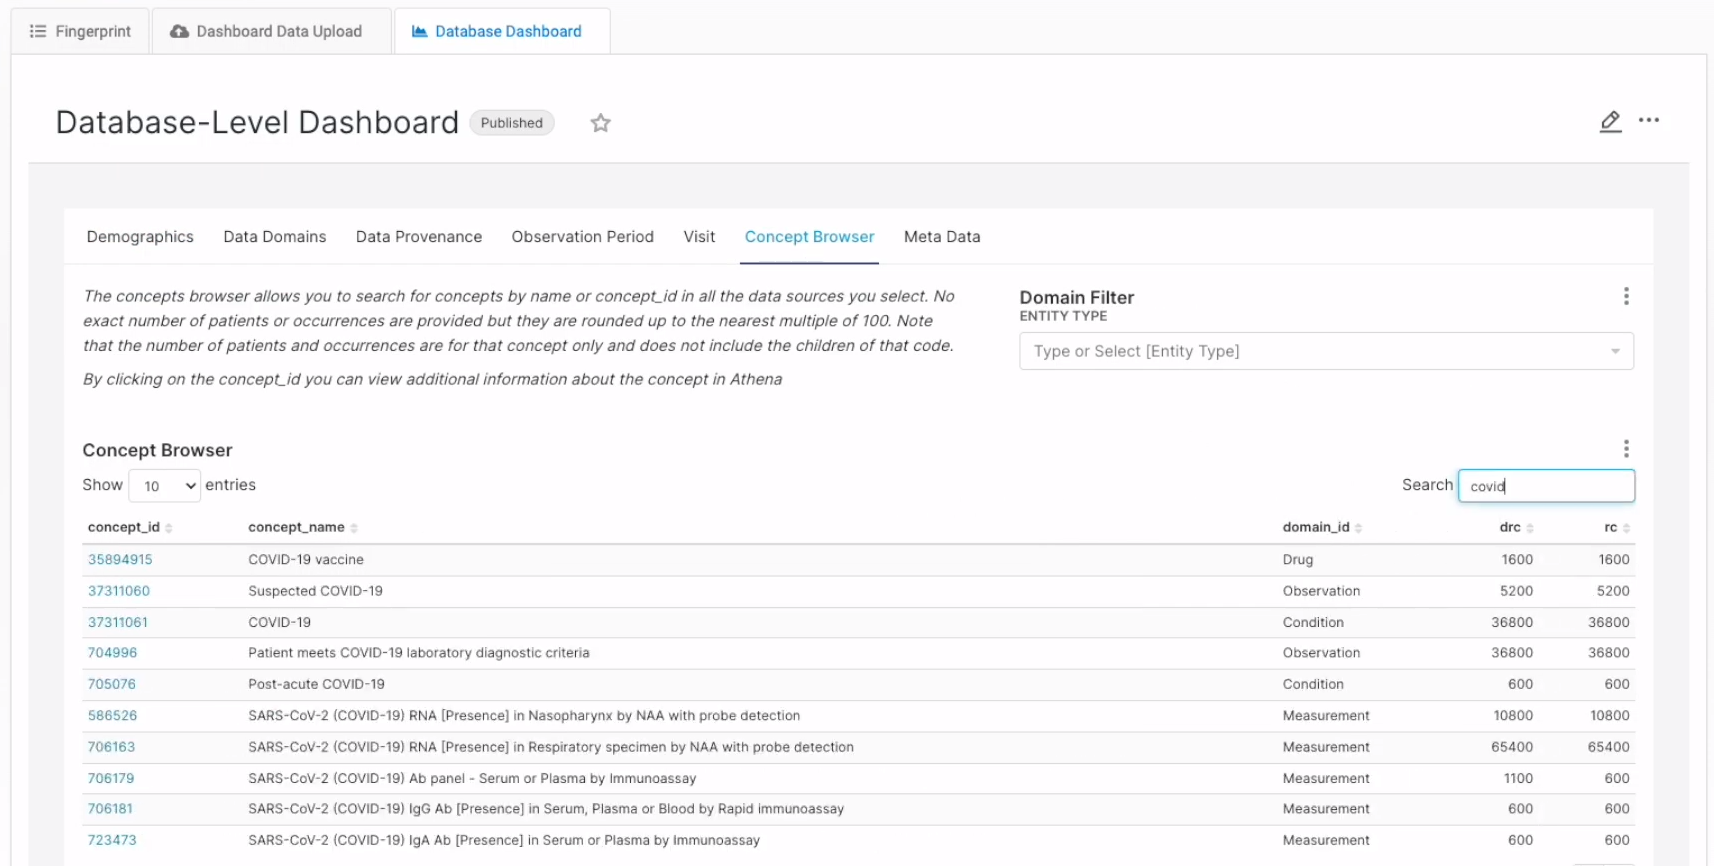 Fingerprint Dashboard Data Upload Database Dashboard
Database-Level Dashboard Published
Demographics Data Domains Data Provenance Observation Period Visit Concept Browser Meta Data
The concepts browser allows you to search for concepts by name or concept_id in all the data sources you select. No
exact number of patients or occurrences are provided but they are rounded up to the nearest multiple of 100. Note
that the number of patients and occurrences are for that concept only and does not include the children of that code.
By clicking on the concept_id you can view additional information about the concept in Athena
Domain Filter
ENTITY TYPE
Type or Select [Entity Type]
Concept Browser
Show 10 entries Search covid
concept_id concept_name domain_id drc rc
35894915 COVID-19 vaccine Drug 1600 1600
37311060 Suspected COVID-19 Observation 5200 5200
37311061 COVID-19 Condition 36800 36800
704996 Patient meets COVID-19 laboratory diagnostic criteria Observation 36800 36800
705076 Post-acute COVID-19 Condition 600 600
586526 SARS-CoV-2 (COVID-19) RNA [Presence] in Nasopharynx by NAA with probe detection Measurement 10800 10800
706163 SARS-CoV-2 (COVID-19) RNA [Presence] in Respiratory specimen by NAA with probe detection Measurement 65400 65400
706179 SARS-CoV-2 (COVID-19) Ab panel - Serum or Plasma by Immunoassay Measurement 1100 600
706181 SARS-CoV-2 (COVID-19) IgG Ab [Presence] in Serum, Plasma or Blood by Rapid immunoassay Measurement 600 600
723473 SARS-CoV-2 (COVID-19) IgA Ab [Presence] in Serum or Plasma by Immunoassay Measurement 600 600